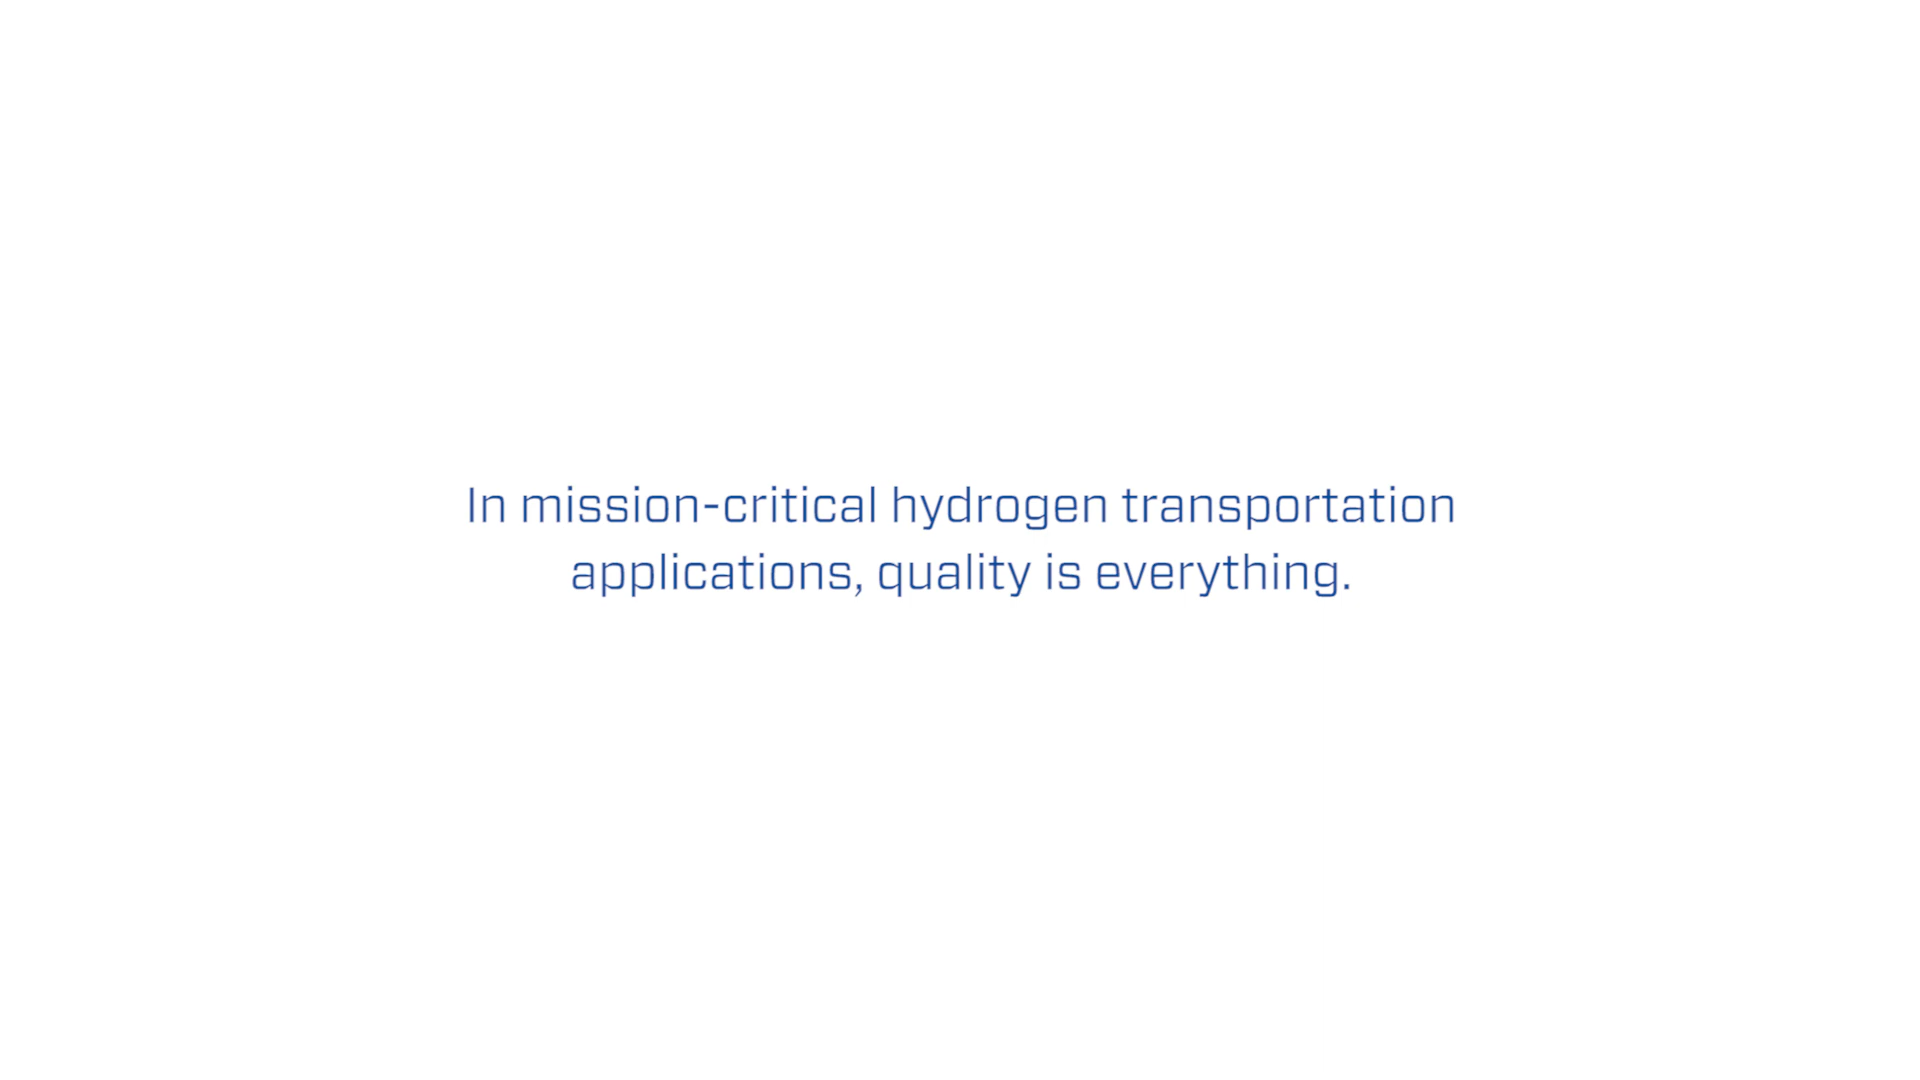 In mission-critical hydrogen transportation
applications, quality is everything.